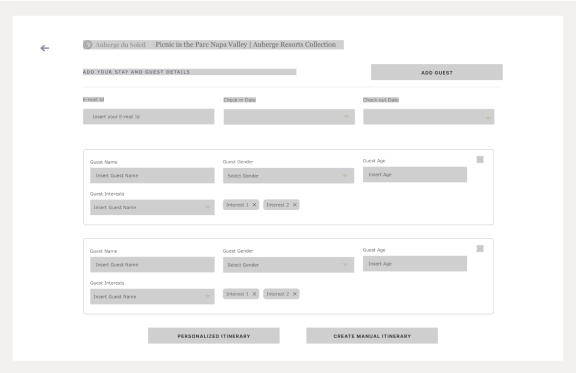 Auberge du Soleil Picnic in the Parc Napa Valley | Auberge Resorts Collection
ADD YOUR STAY AND GUEST DETAILS ADD GUEST
E-mail Id Check-in Date Check-out Date
Insert your E-mail Id
Guest Name Guest Gender Guest Age
Insert Guest Name Select Gender Insert Age
Guest Interests
Insert Guest Name Interest 1 X Interest 2 X
Guest Name Guest Gender Guest Age
Insert Guest Name Select Gender Insert Age
Guest Interests
Insert Guest Name Interest 1 X Interest 2 X
PERSONALIZED ITINERARY CREATE MANUAL ITINERARY